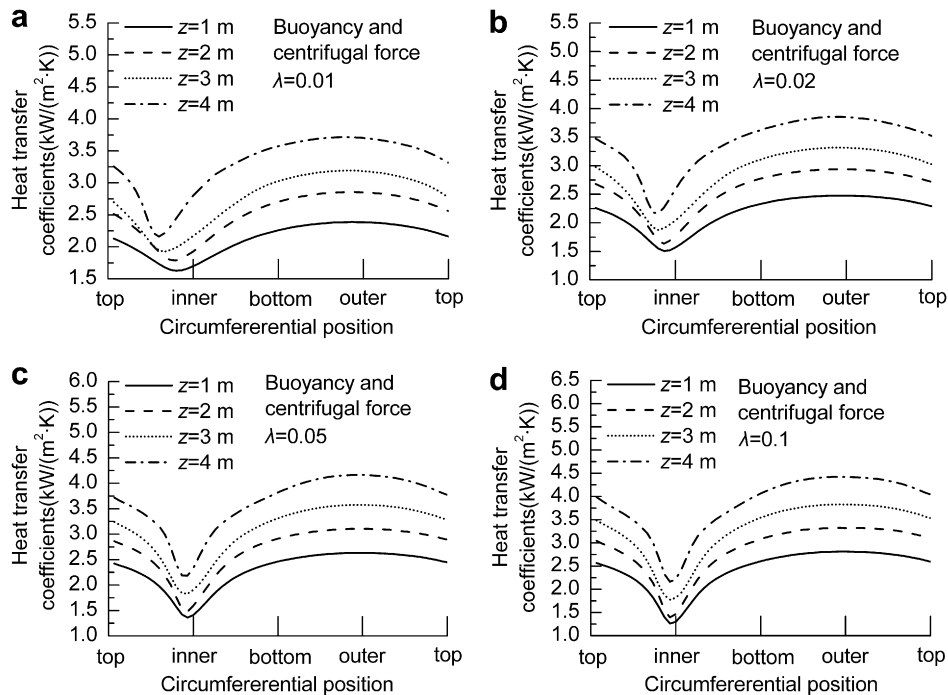 a
5.5
5.0
4.5
4.0
3.5
3.0
2.5
2.0
1.5
Heat transfer
coefficients(kW/(m²·K))
z=1 m
z=2 m
z=3 m
z=4 m
Buoyancy and
centrifugal force
λ=0.01
top inner bottom outer top
Circumfererential position
b
5.5
5.0
4.5
4.0
3.5
3.0
2.5
2.0
1.5
1.0
Heat transfer
coefficients(kW/(m²·K))
z=1 m
z=2 m
z=3 m
z=4 m
Buoyancy and
centrifugal force
λ=0.02
top inner bottom outer top
Circumfererential position
c
6.0
5.5
5.0
4.5
4.0
3.5
3.0
2.5
2.0
1.5
1.0
Heat transfer
coefficients(kW/(m²·K))
z=1 m
z=2 m
z=3 m
z=4 m
Buoyancy and
centrifugal force
λ=0.05
top inner bottom outer top
Circumfererential position
d
6.5
6.0
5.5
5.0
4.5
4.0
3.5
3.0
2.5
2.0
1.5
1.0
Heat transfer
coefficients(kW/(m²·K))
z=1 m
z=2 m
z=3 m
z=4 m
Buoyancy and
centrifugal force
λ=0.1
top inner bottom outer top
Circumfererential position